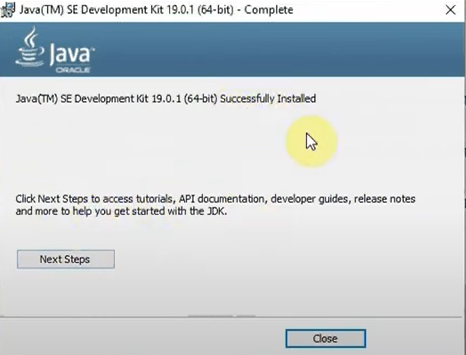 Java(TM) SE Development Kit 19.0.1 (64-bit) - Complete
Java™
ORACLE
Java(TM) SE Development Kit 19.0.1 (64-bit) Successfully Installed
Click Next Steps to access tutorials, API documentation, developer guides, release notes
and more to help you get started with the JDK.
Next Steps
Close